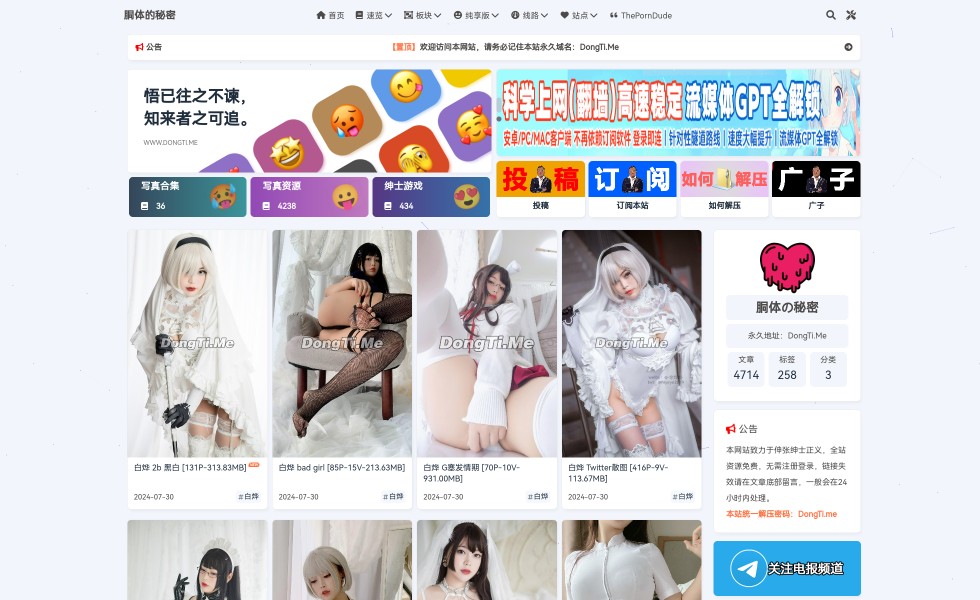 胴体的秘密
首页 速览 板块 纯享版 线路 站点 ThePornDude
公告
【置顶】欢迎访问本网站，请务必记住本站永久域名：DongTi.Me
悟已往之不谏，
知来者之可追。
WWW.DONGTI.ME
科学上网(翻墙)高速稳定 流媒体GPT全解锁
安卓/PC/MAC客户端 不再依赖订阅软件 登录即连｜针对性隧道路线｜速度大幅提升｜流媒体GPT全解锁
写真合集
36
写真资源
4238
绅士游戏
434
投稿
投稿
订阅
订阅本站
如何解压
如何解压
广子
广子
DongTi.Me
白烨 2b 黑白 [131P-313.83MB]
2024-07-30 #白烨
DongTi.Me
白烨 bad girl [85P-15V-213.63MB]
2024-07-30 #白烨
DongTi.Me
白烨 G塞发情期 [70P-10V-
931.00MB]
2024-07-30 #白烨
DongTi.Me
白烨 Twitter散图 [416P-9V-
113.67MB]
2024-07-30 #白烨
胴体の秘密
永久地址：DongTi.Me
文章 标签 分类
4714 258 3
公告
本网站致力于伸张绅士正义，全站
资源免费，无需注册登录，链接失
效请在文章底部留言，一般会在24
小时内处理。
本站统一解压密码：DongTi.me
关注电报频道